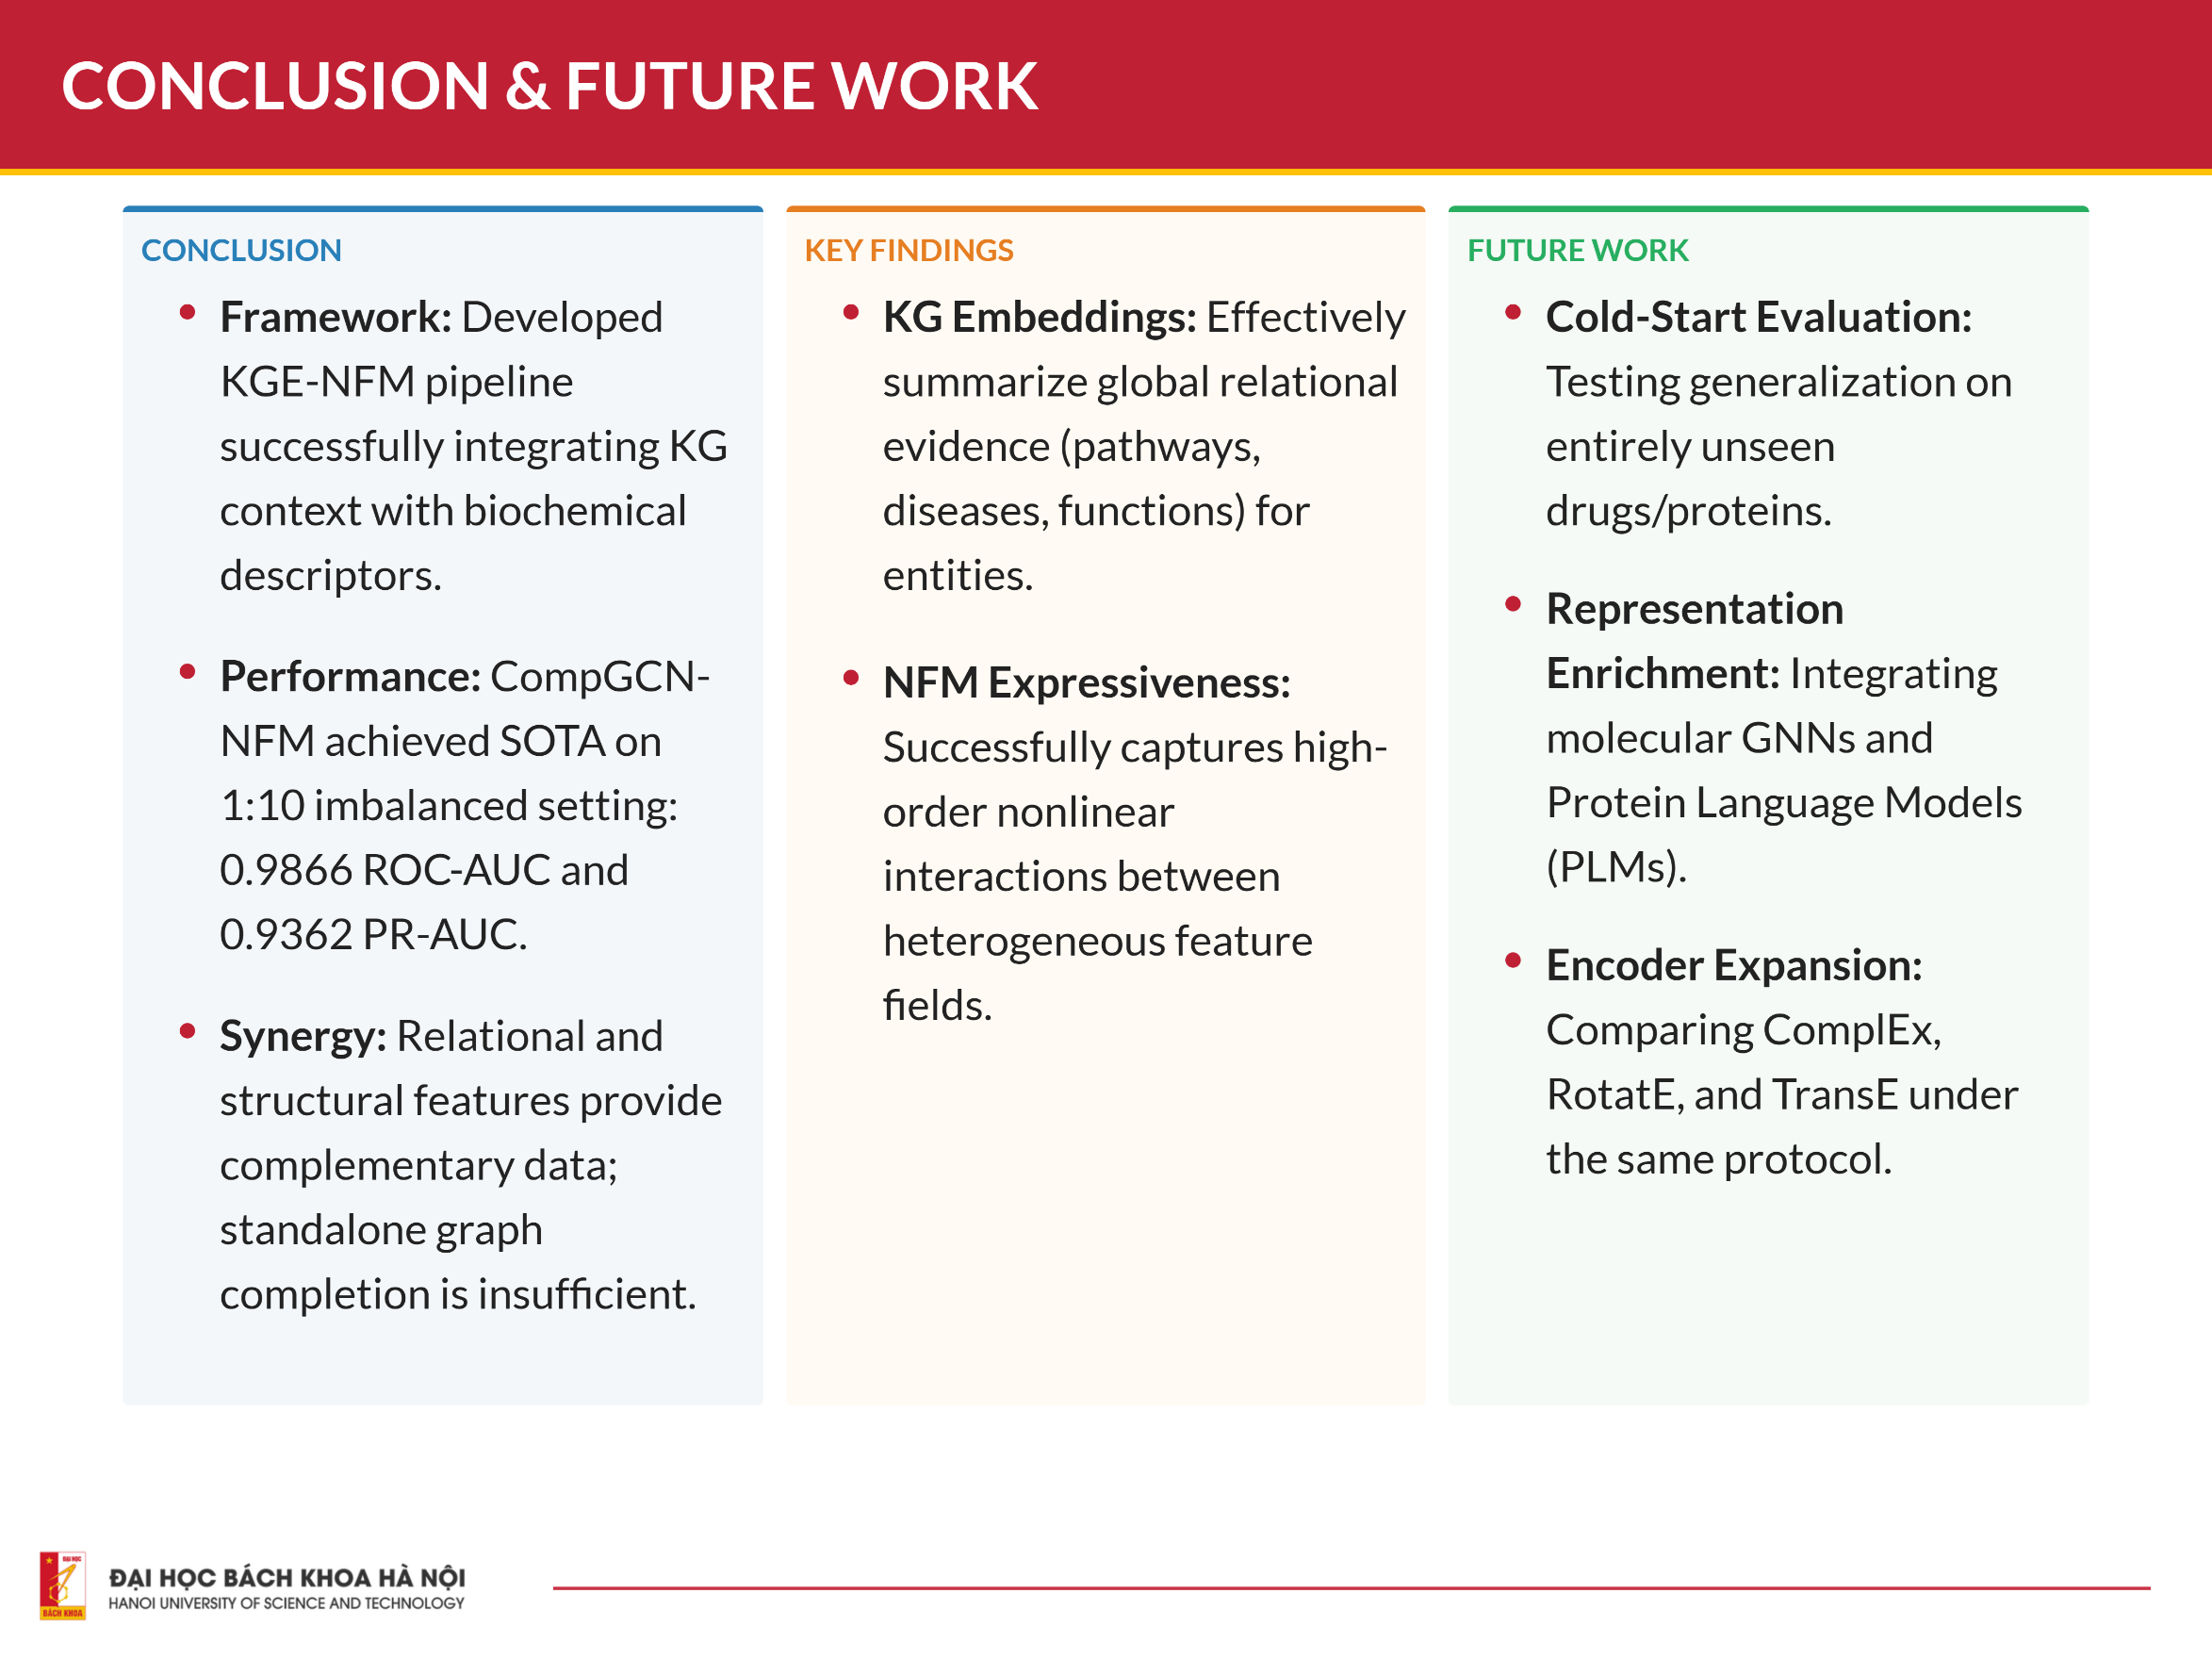 CONCLUSION & FUTURE WORK
CONCLUSION
• Framework: Developed
KGE-NFM pipeline
successfully integrating KG
context with biochemical
descriptors.
• Performance: CompGCN-
NFM achieved SOTA on
1:10 imbalanced setting:
0.9866 ROC-AUC and
0.9362 PR-AUC.
• Synergy: Relational and
structural features provide
complementary data;
standalone graph
completion is insufficient.
KEY FINDINGS
• KG Embeddings: Effectively
summarize global relational
evidence (pathways,
diseases, functions) for
entities.
• NFM Expressiveness:
Successfully captures high-
order nonlinear
interactions between
heterogeneous feature
fields.
FUTURE WORK
• Cold-Start Evaluation:
Testing generalization on
entirely unseen
drugs/proteins.
• Representation
Enrichment: Integrating
molecular GNNs and
Protein Language Models
(PLMs).
• Encoder Expansion:
Comparing ComplEx,
RotatE, and TransE under
the same protocol.
ĐẠI HỌC
BÁCH KHOA
ĐẠI HỌC BÁCH KHOA HÀ NỘI
HANOI UNIVERSITY OF SCIENCE AND TECHNOLOGY